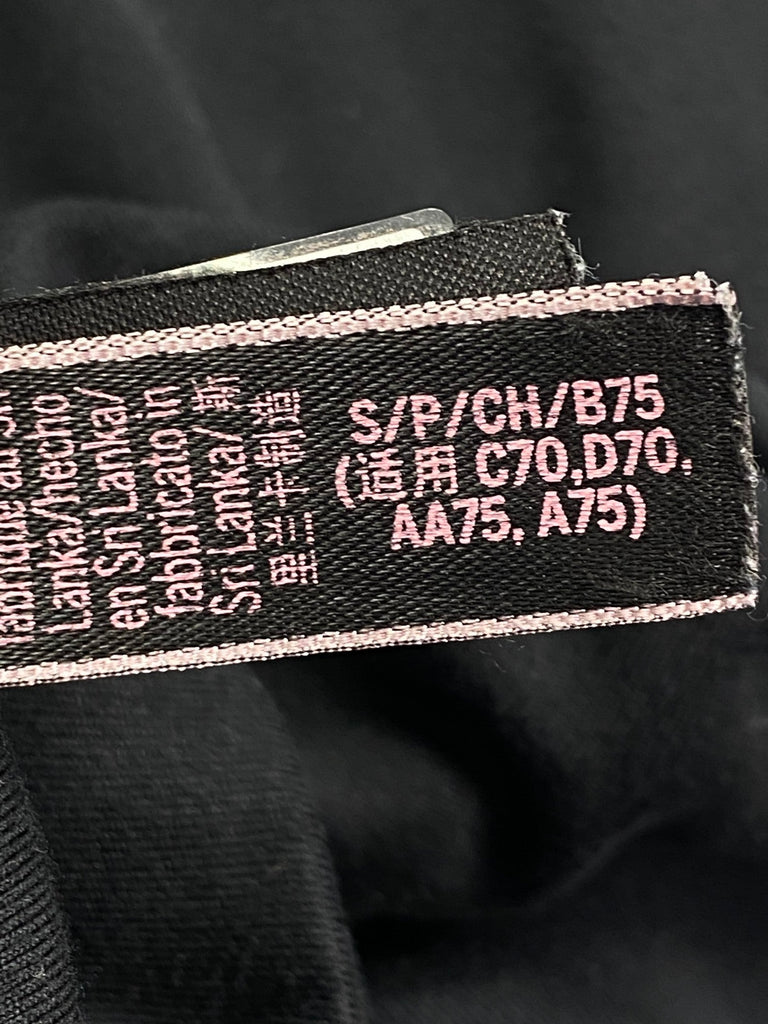 Lanka/hecho
en Sri Lanka/
fabbricato in
Sri Lanka/ 斯
里兰卡制造
S/P/CH/B75
(适用 C70,D70,
AA75, A75)